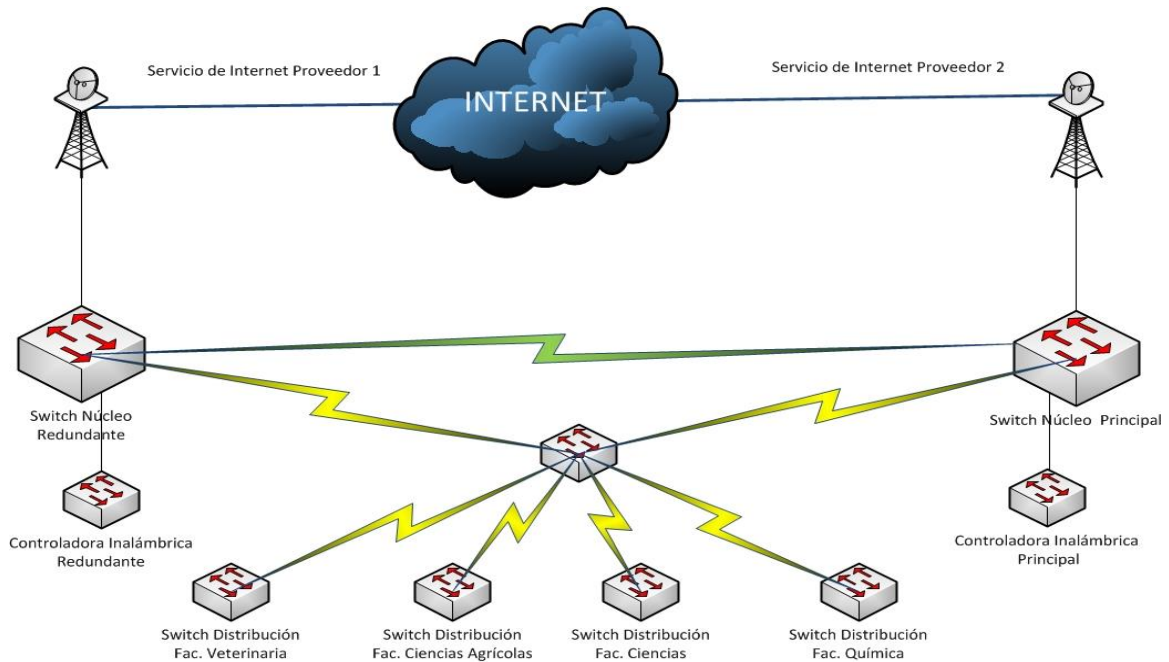 Servicio de Internet Proveedor 1
Servicio de Internet Proveedor 2
INTERNET
Switch Núcleo
Redundante
Switch Núcleo Principal
Controladora Inalámbrica
Redundante
Controladora Inalámbrica
Principal
Switch Distribución
Fac. Veterinaria
Switch Distribución
Fac. Ciencias Agrícolas
Switch Distribución
Fac. Ciencias
Switch Distribución
Fac. Química